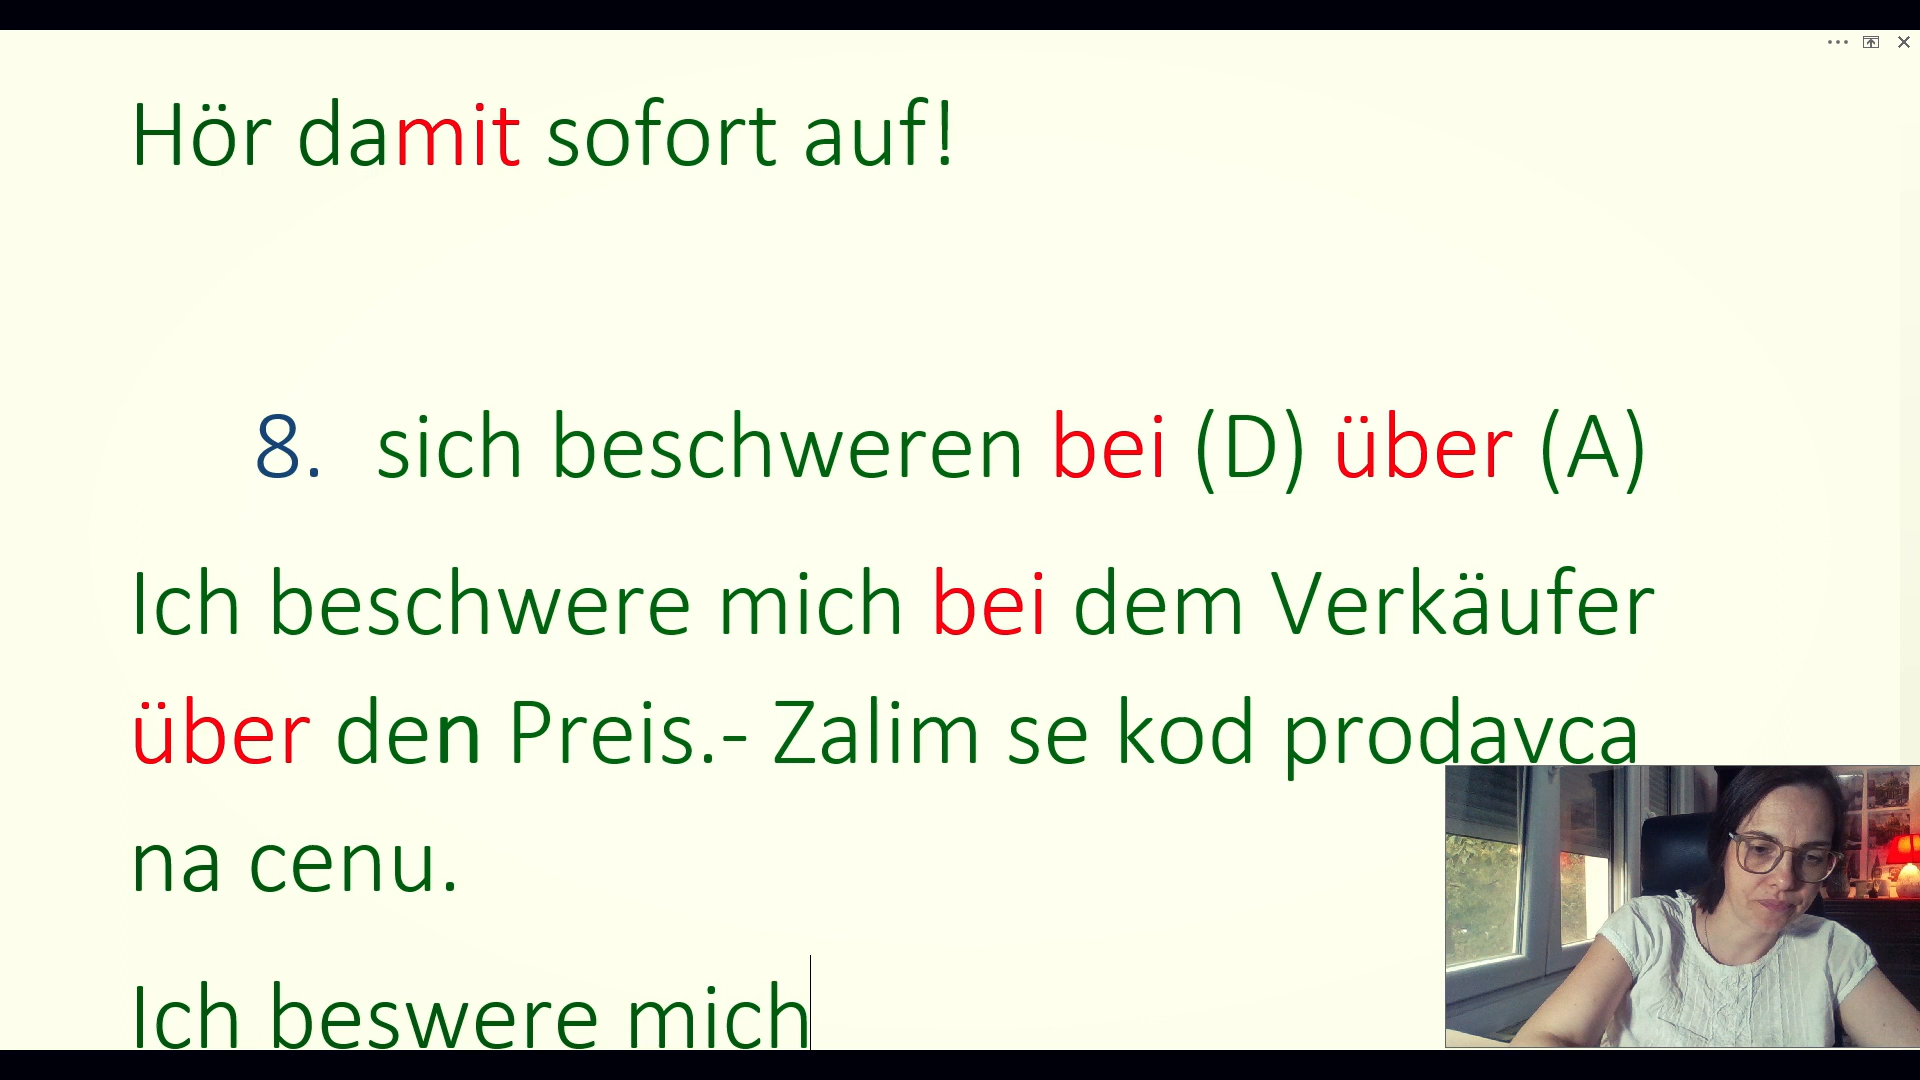 Hör damit sofort auf!
8. sich beschweren bei (D) über (A)
Ich beschwere mich bei dem Verkäufer
über den Preis.- Zalim se kod prodavca
na cenu.
Ich beswere mich